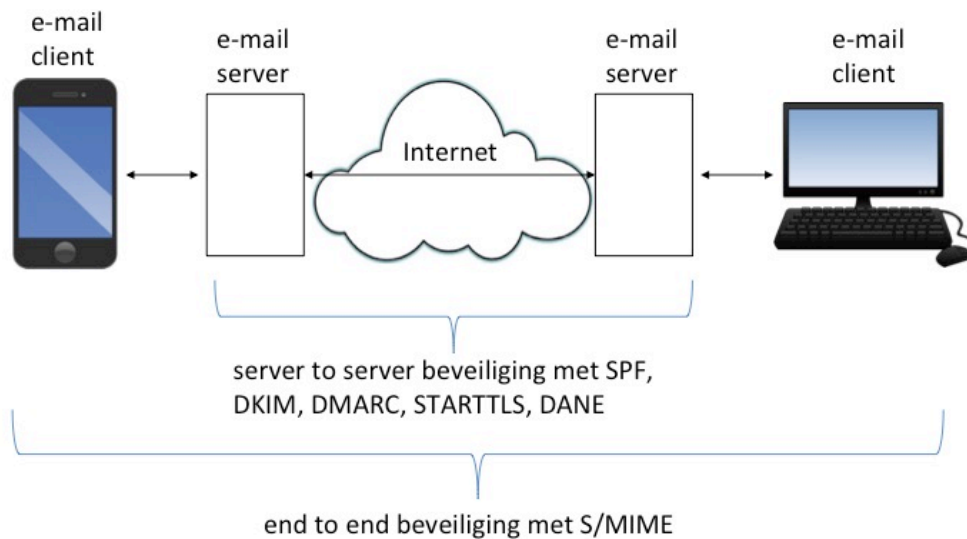 e-mail
client
e-mail
server
Internet
e-mail
server
e-mail
client
server to server beveiliging met SPF,
DKIM, DMARC, STARTTLS, DANE
end to end beveiliging met S/MIME